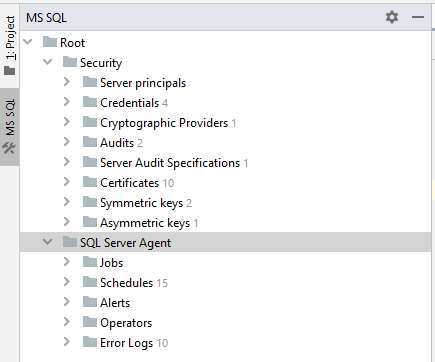 MS SQL
1: Project
MS SQL
Root
Security
Server principals
Credentials 4
Cryptographic Providers 1
Audits 2
Server Audit Specifications 1
Certificates 10
Symmetric keys 2
Asymmetric keys 1
SQL Server Agent
Jobs
Schedules 15
Alerts
Operators
Error Logs 10